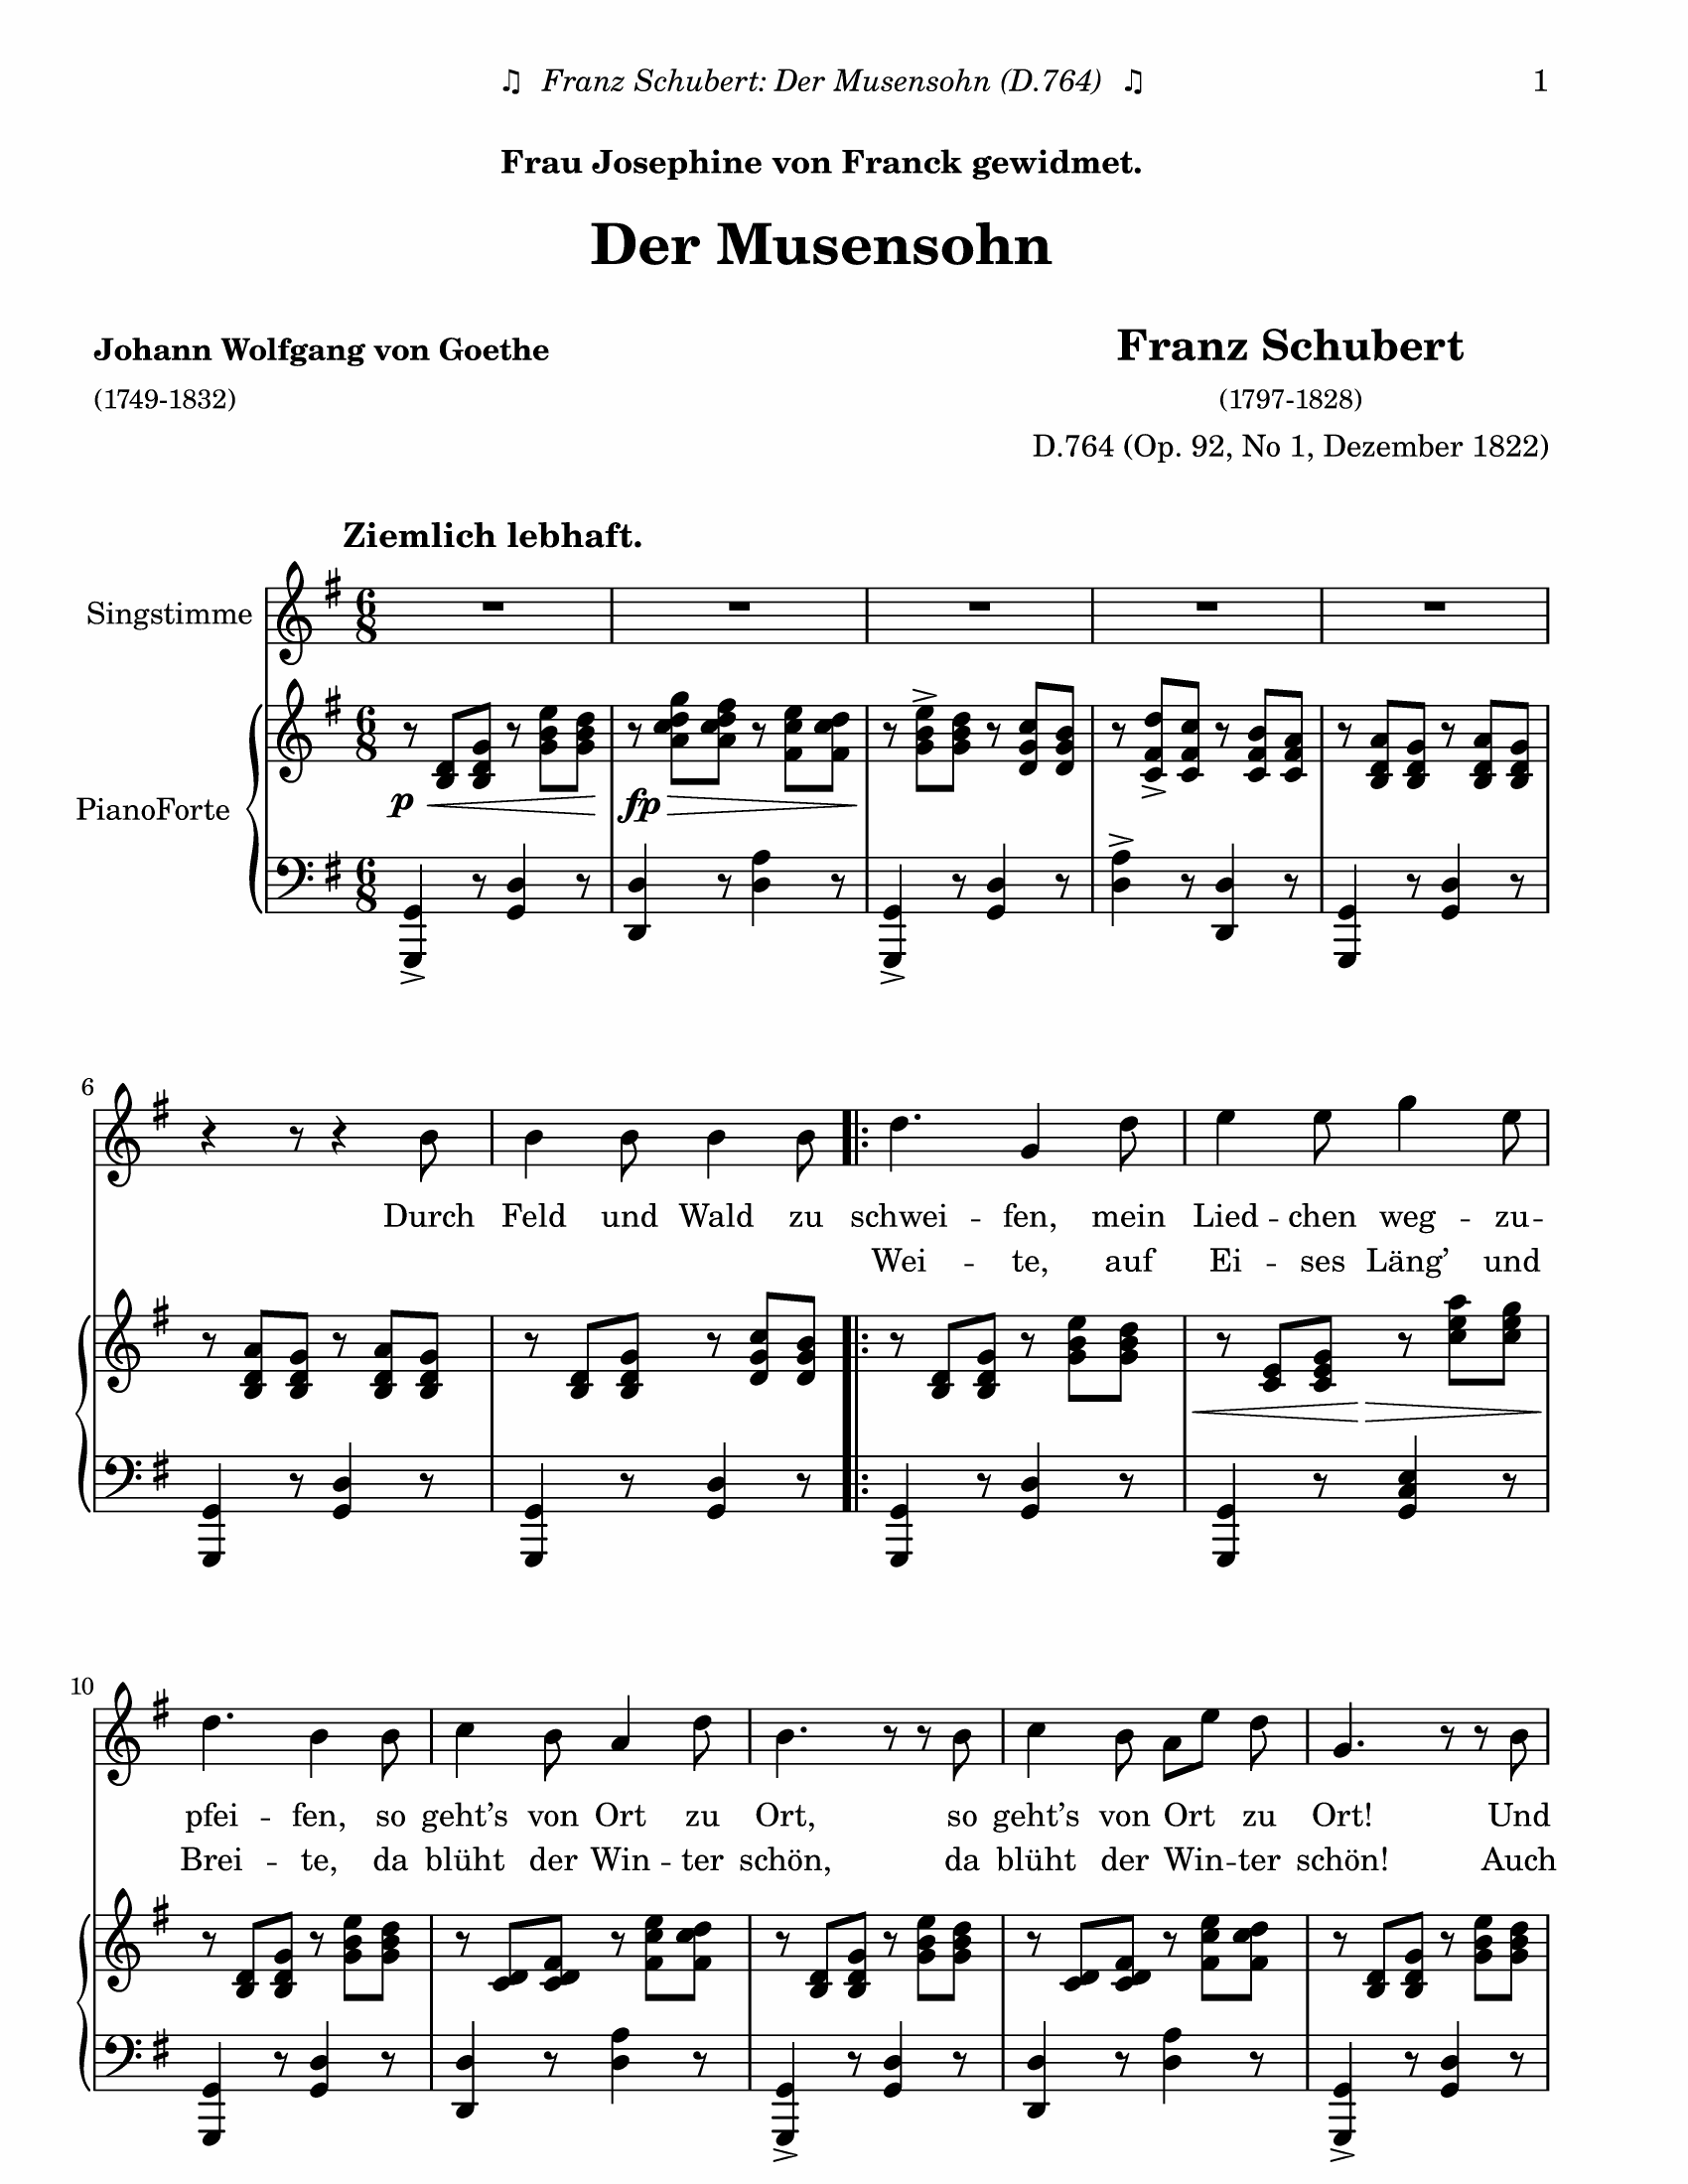 ♫ Franz Schubert: Der Musensohn (D.764) ♫ 1
Frau Josephine von Franck gewidmet.
Der Musensohn
Johann Wolfgang von Goethe
(1749-1832)
Franz Schubert
(1797-1828)
D.764 (Op. 92, No 1, Dezember 1822)
Ziemlich lebhaft.
Singstimme
PianoForte
p fp
6
Durch Feld und Wald zu schwei -- fen, mein Lied -- chen weg -- zu --
Wei -- te, auf Ei -- ses Läng’ und
10
pfei -- fen, so geht’s von Ort zu Ort, so geht’s von Ort zu Ort! Und
Brei -- te, da blüht der Win -- ter schön, da blüht der Win -- ter schön! Auch